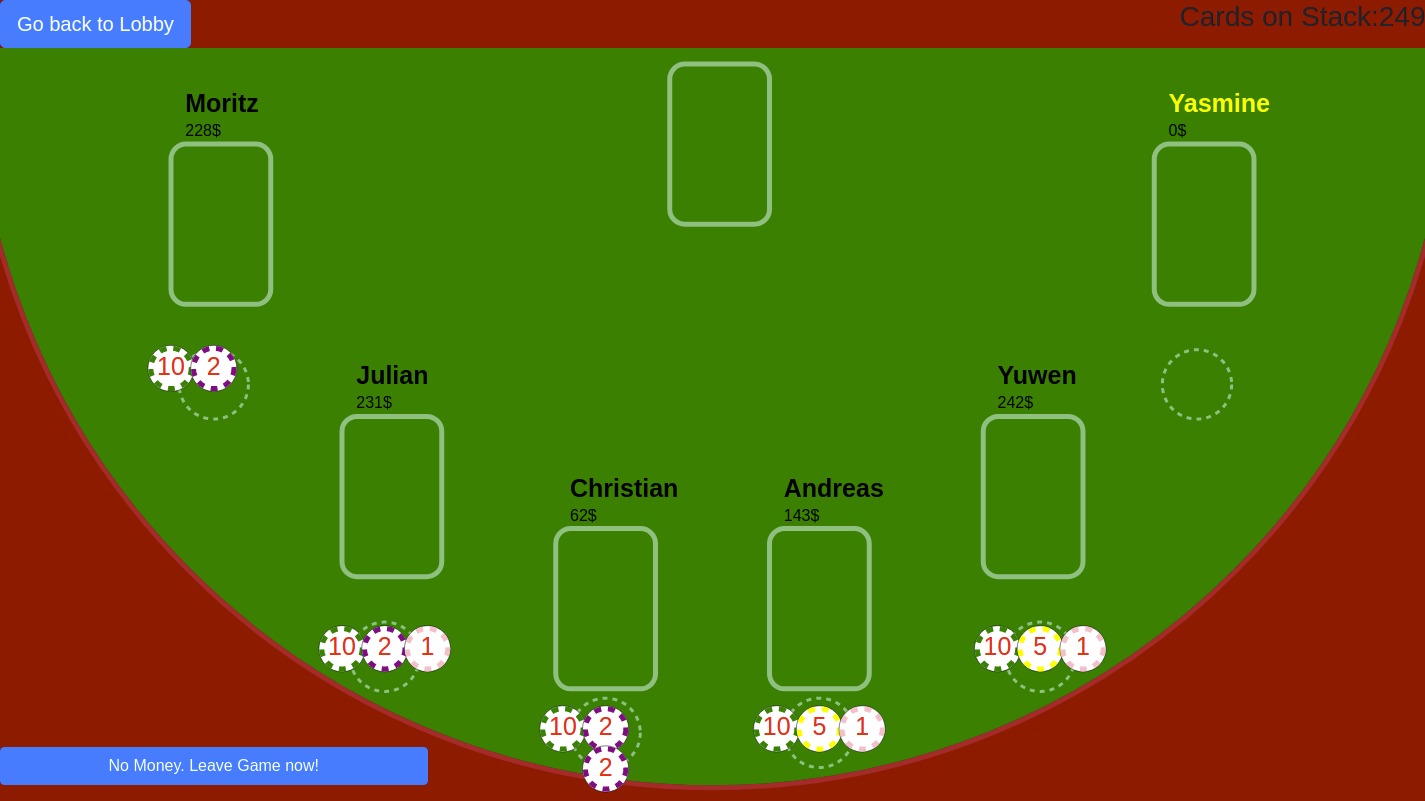 Go back to Lobby
Cards on Stack:249
Moritz
228$
Yasmine
0$
10
2
Julian
231$
Yuwen
242$
Christian
62$
Andreas
143$
10
2
1
10
5
1
10
2
2
10
5
1
No Money. Leave Game now!